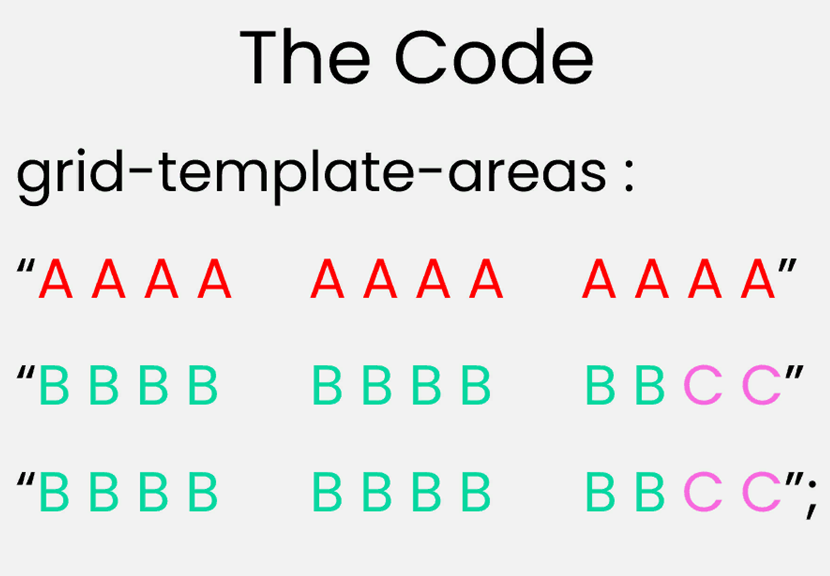 The Code
grid-template-areas :
“A A A A A A A A A A A A”
“B B B B B B B B B B C C”
“B B B B B B B B B B C C”;